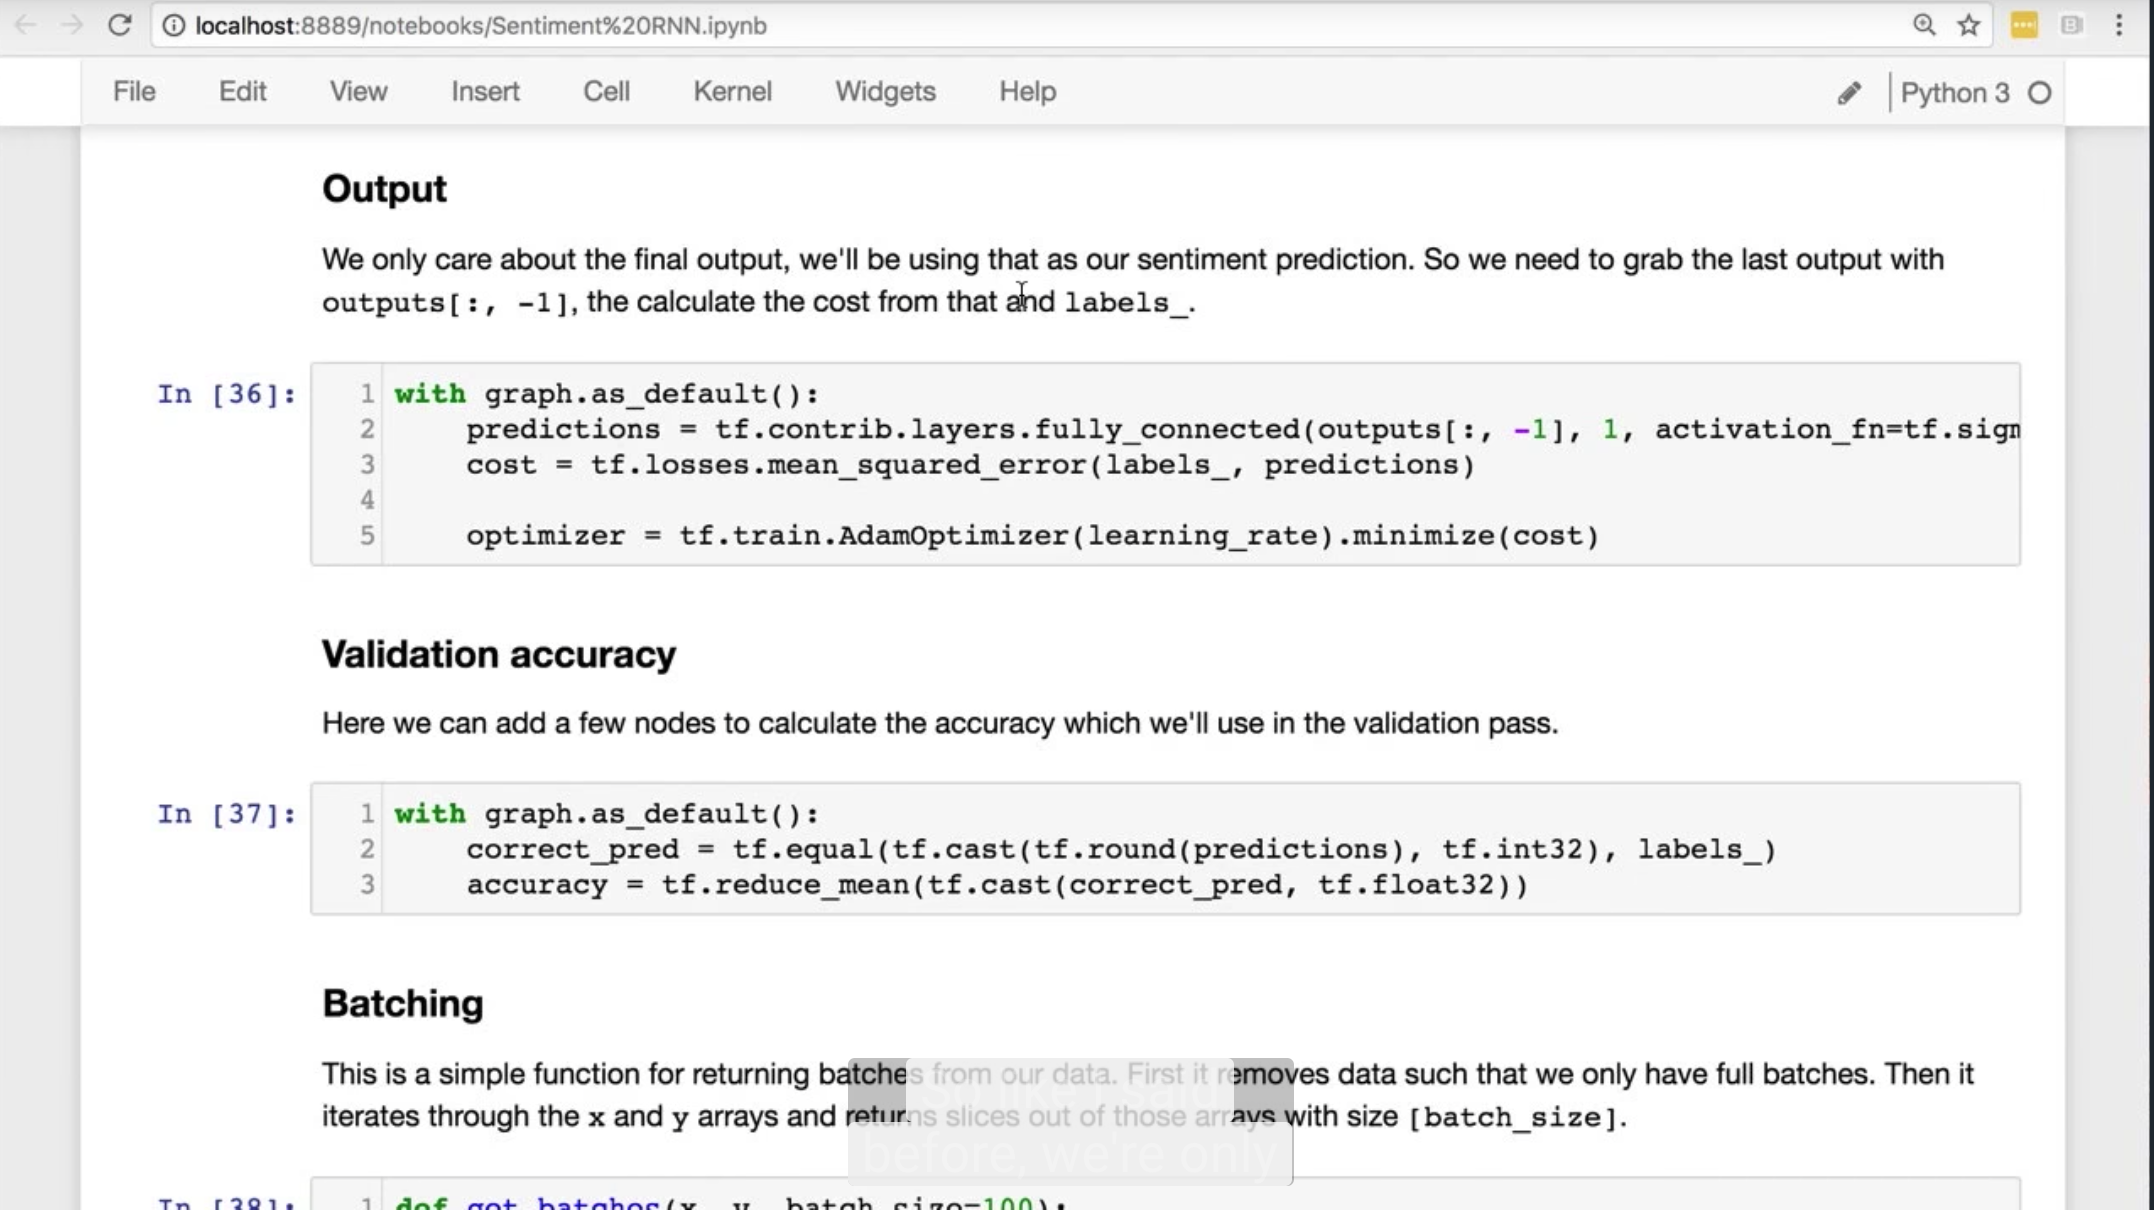 localhost:8889/notebooks/Sentiment%20RNN.ipynb
File Edit View Insert Cell Kernel Widgets Help Python 3
Output
We only care about the final output, we'll be using that as our sentiment prediction. So we need to grab the last output with
outputs[:, -1], the calculate the cost from that and labels_.
In [36]:
1 with graph.as_default():
2 predictions = tf.contrib.layers.fully_connected(outputs[:, -1], 1, activation_fn=tf.sigm
3 cost = tf.losses.mean_squared_error(labels_, predictions)
4
5 optimizer = tf.train.AdamOptimizer(learning_rate).minimize(cost)
Validation accuracy
Here we can add a few nodes to calculate the accuracy which we'll use in the validation pass.
In [37]:
1 with graph.as_default():
2 correct_pred = tf.equal(tf.cast(tf.round(predictions), tf.int32), labels_)
3 accuracy = tf.reduce_mean(tf.cast(correct_pred, tf.float32))
Batching
This is a simple function for returning batches from our data. First it removes data such that we only have full batches. Then it
iterates through the x and y arrays and returns slices out of those arrays with size [batch_size].
So like I said
before, we're only
In [38]:
1 def get_batches(x, y, batch_size=100):